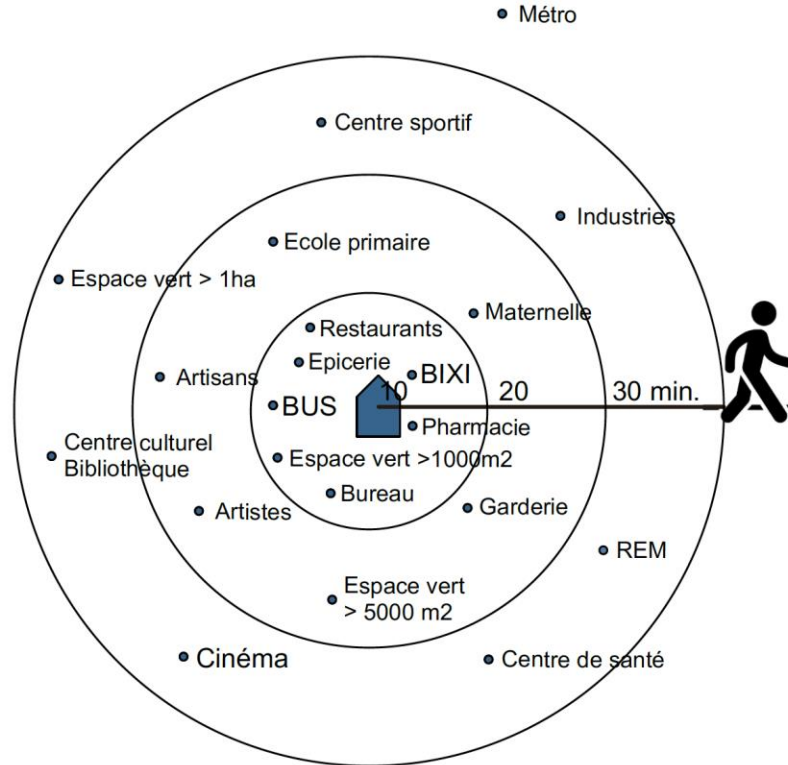 Métro
Centre sportif
Industries
Ecole primaire
Espace vert > 1ha
Maternelle
Restaurants
Epicerie
BIXI
Artisans
10
20
30 min.
BUS
Pharmacie
Centre culturel
Bibliothèque
Espace vert >1000m2
Bureau
Garderie
Artistes
REM
Espace vert
> 5000 m2
Cinéma
Centre de santé